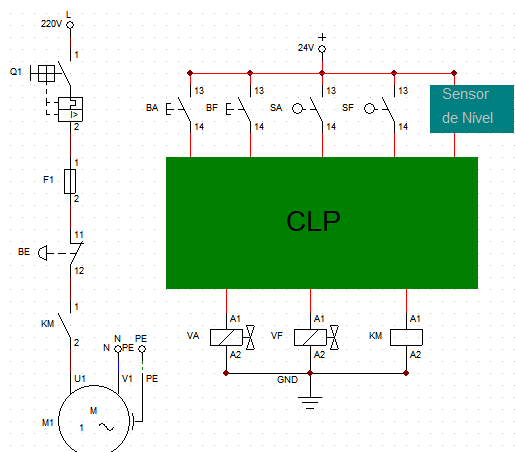 L
220V
1
Q1
I>
2
1
F1
2
11
BE
12
1
KM
2
N PE
N PE
U1 V1 PE
M
M1 1
+
24V
13 13 13 13
BA BF SA SF
14 14 14 14
Sensor
de Nível
CLP
A1 A1 A1
VA VF KM
A2 A2 A2
GND